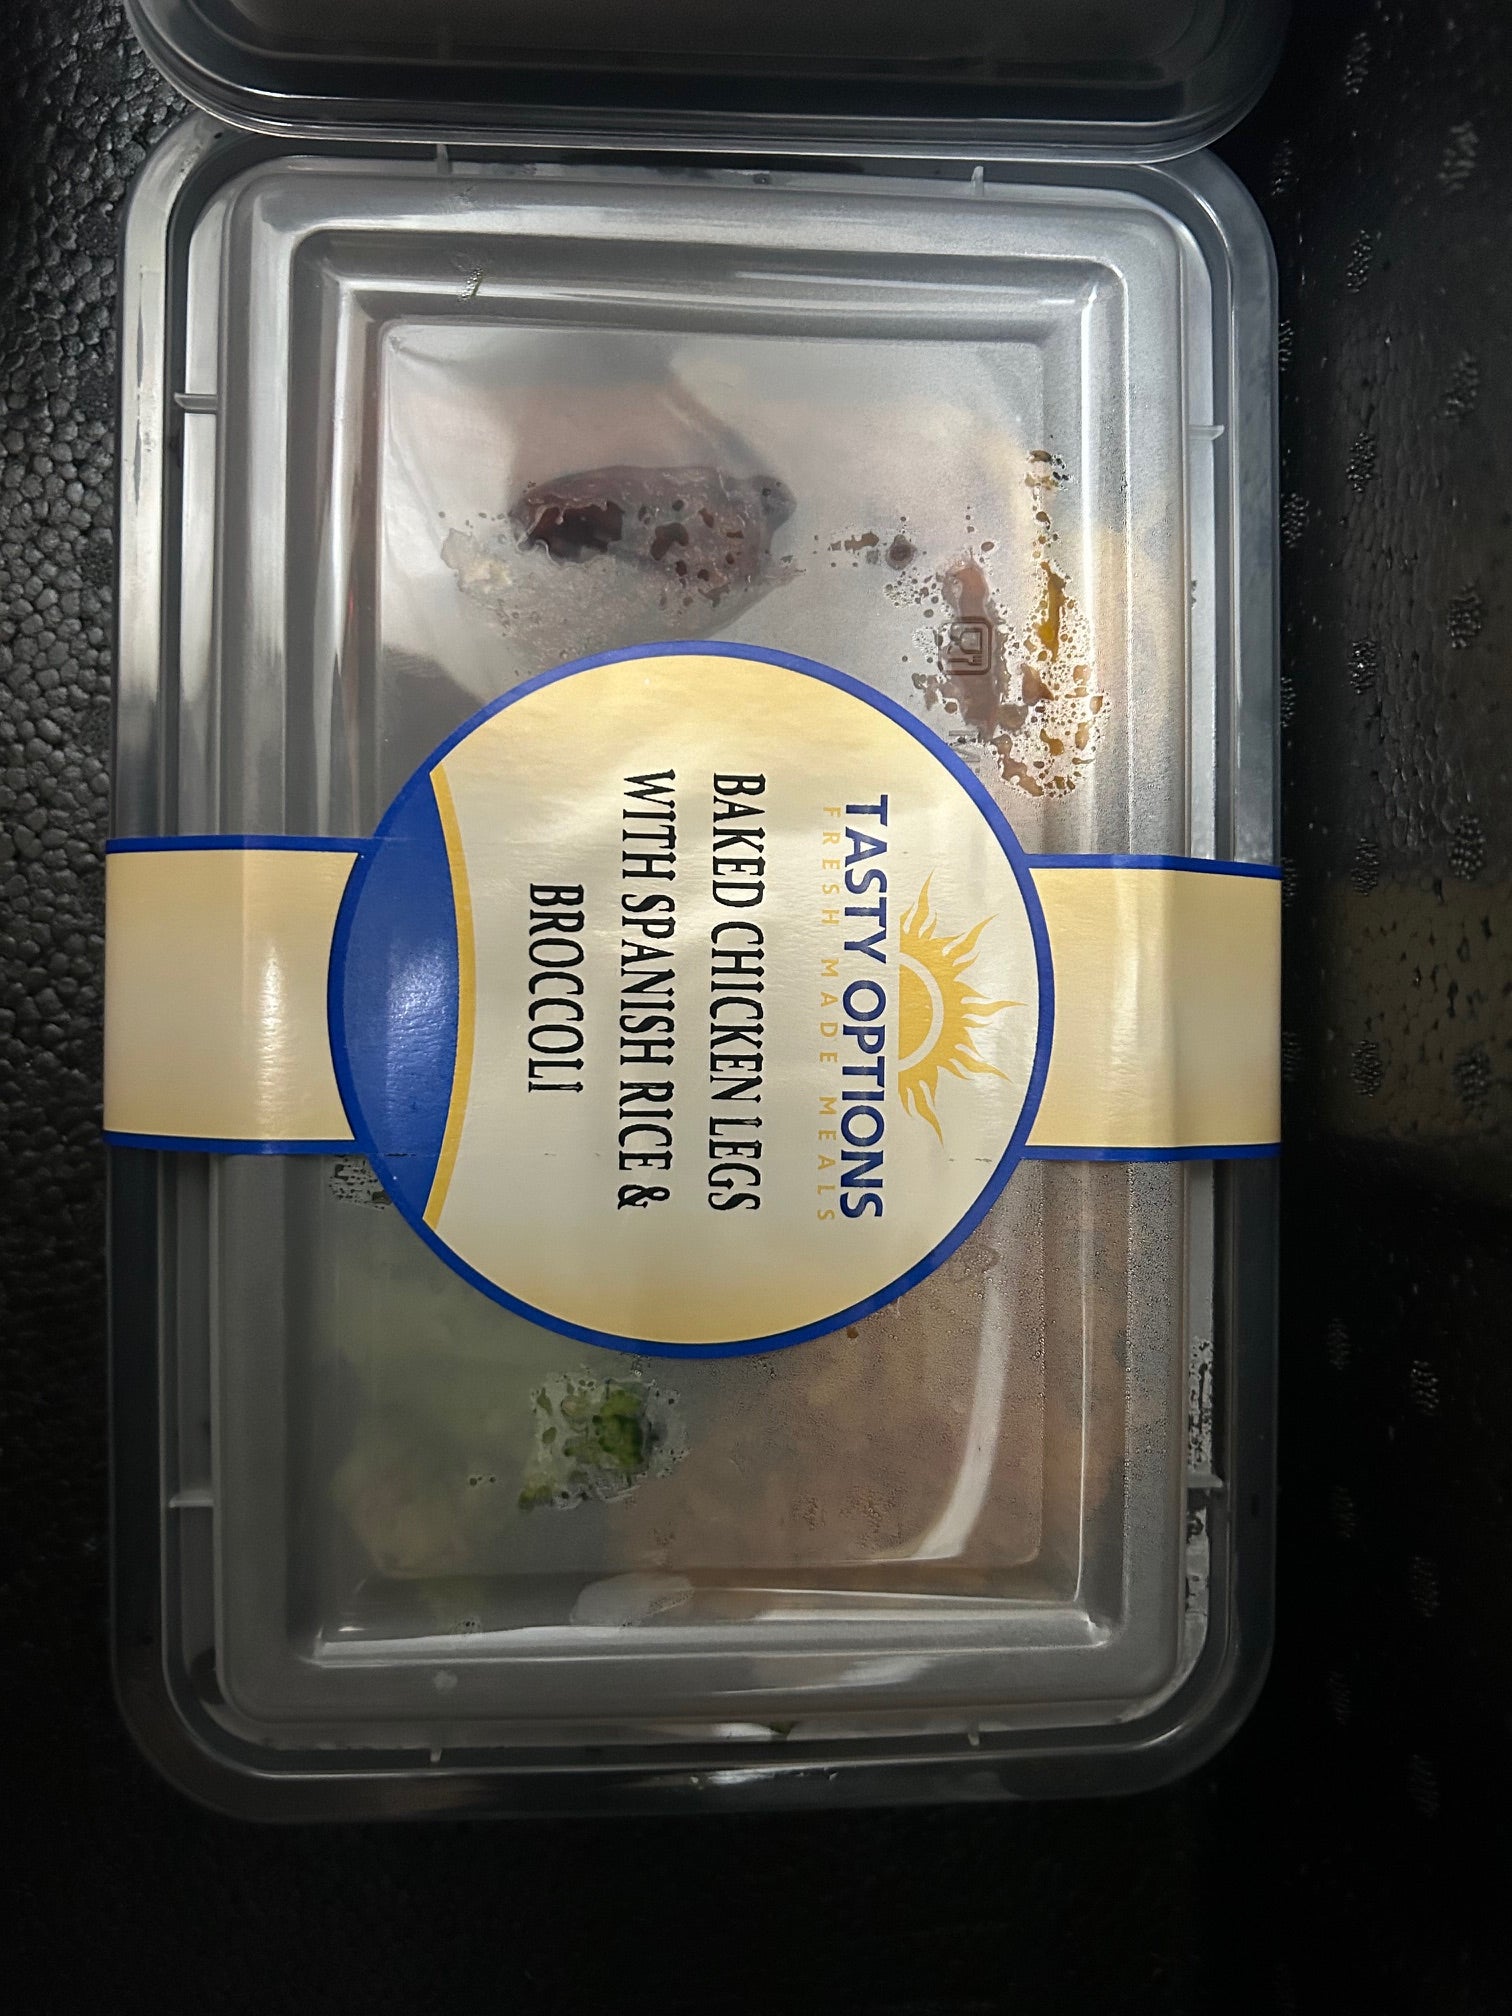 TASTY OPTIONS
FRESH MADE MEALS
BAKED CHICKEN LEGS
WITH SPANISH RICE &
BROCCOLI